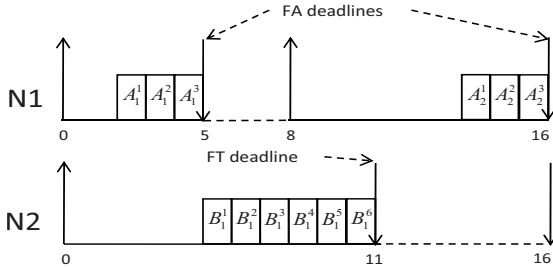 FA deadlines
N1
A₁¹ A₁² A₁³ A₂¹ A₂² A₂³
0 5 8 16
FT deadline
N2
B₁¹ B₁² B₁³ B₁⁴ B₁⁵ B₁⁶
0 11 16